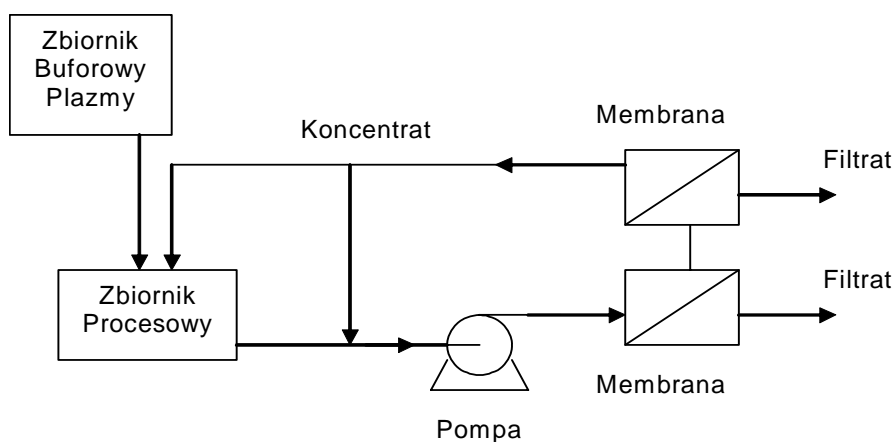 Zbiornik
Buforowy
Plazmy
Koncentrat
Membrana
Filtrat
Zbiornik
Procesowy
Filtrat
Membrana
Pompa